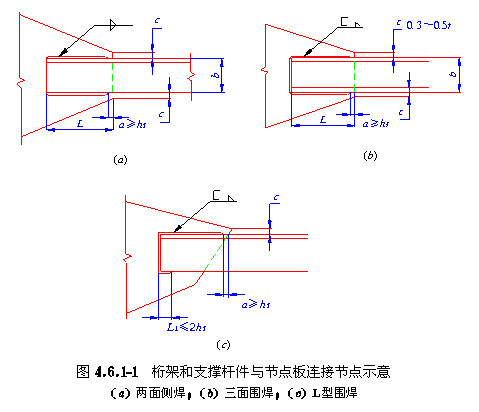 c
b
c
L
a≥hf
(a)
c 0.3~0.5t
b
c
L
a≥hf
(b)
c
a≥hf
L1≤2hf
(c)
图 4.6.1-1 桁架和支撑杆件与节点板连接节点示意
(a) 两面侧焊；(b) 三面围焊；(c) L型围焊